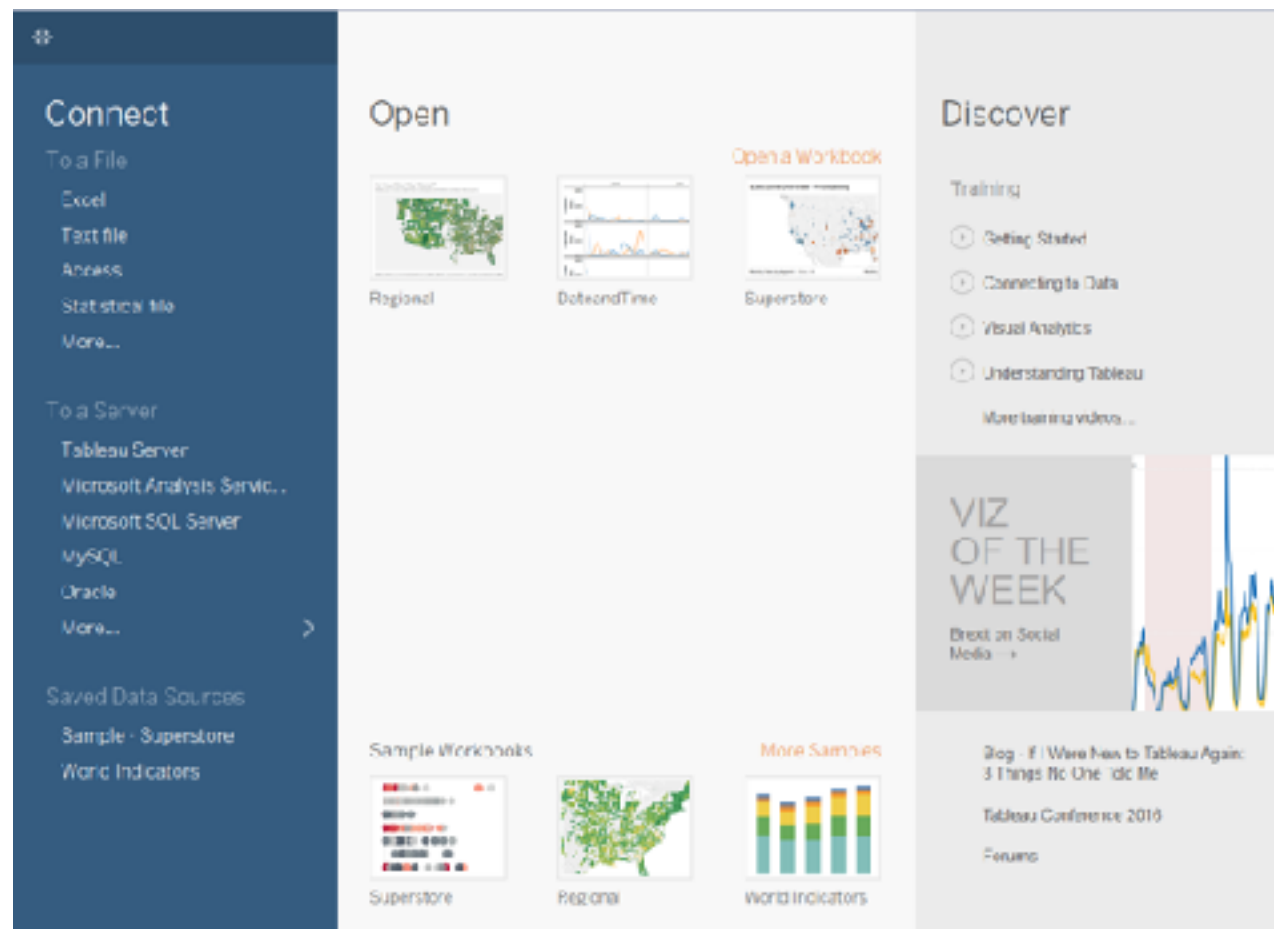 Connect
To a File
Excel
Text file
Access
Statistical file
More...
To a Server
Tableau Server
Microsoft Analysis Servic...
Microsoft SQL Server
MySQL
Oracle
More...
Saved Data Sources
Sample - Superstore
World Indicators
Open
Open a Workbook
Regional
DateandTime
Superstore
Sample Workbooks
More Samples
Superstore
Regional
World Indicators
Discover
Training
Getting Started
Connecting to Data
Visual Analytics
Understanding Tableau
More training videos...
VIZ
OF THE
WEEK
Brexit on Social
Media →
Blog - If I Were New to Tableau Again:
3 Things No One Told Me
Tableau Conference 2016
Forums